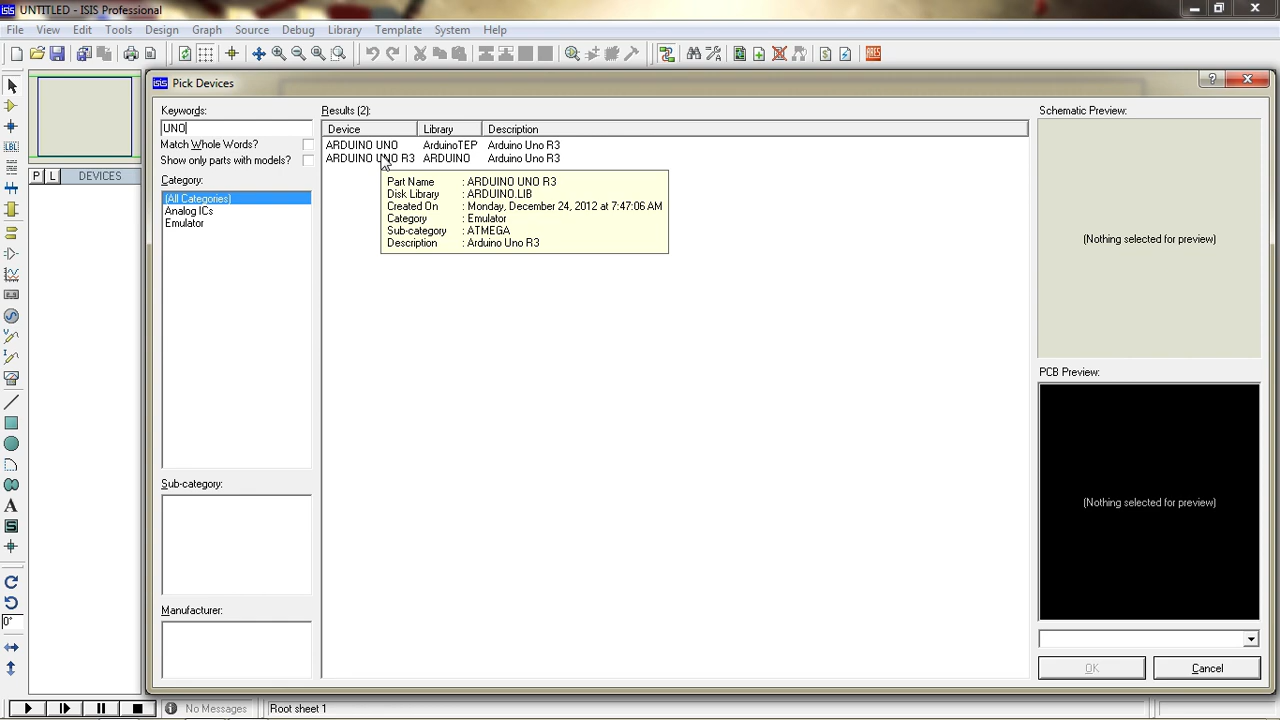 UNTITLED - ISIS Professional
File View Edit Tools Design Graph Source Debug Library Template System Help
Pick Devices
Keywords:
UNO
Match Whole Words?
Show only parts with models?
Category:
(All Categories)
Analog ICs
Emulator
Sub-category:
Manufacturer:
Results (2):
Device Library Description
ARDUINO UNO ArduinoTEP Arduino Uno R3
ARDUINO UNO R3 ARDUINO Arduino Uno R3
Part Name : ARDUINO UNO R3
Disk Library : ARDUINO.LIB
Created On : Monday, December 24, 2012 at 7:47:06 AM
Category : Emulator
Sub-category : ATMEGA
Description : Arduino Uno R3
Schematic Preview:
(Nothing selected for preview)
PCB Preview:
(Nothing selected for preview)
OK Cancel
P L DEVICES
LBL
A
S
0°
ARES
No Messages Root sheet 1